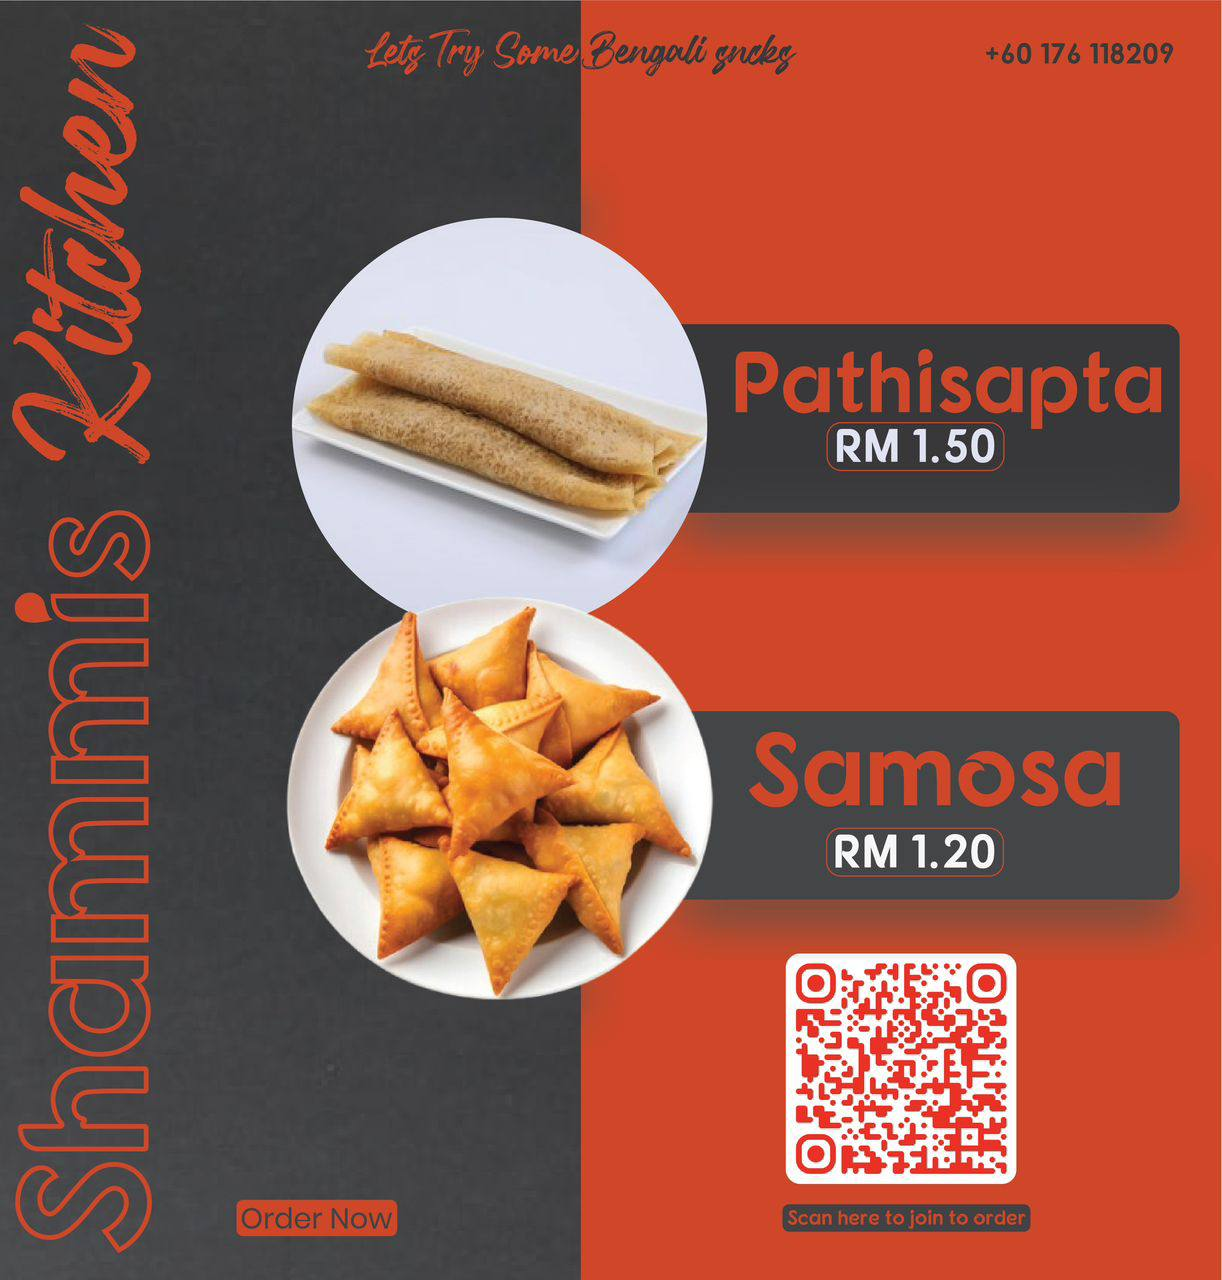 Lets Try Some Bengali sncks
+60 176 118209
Shammis Kitchen
Pathisapta
RM 1.50
Samosa
RM 1.20
Order Now
Scan here to join to order